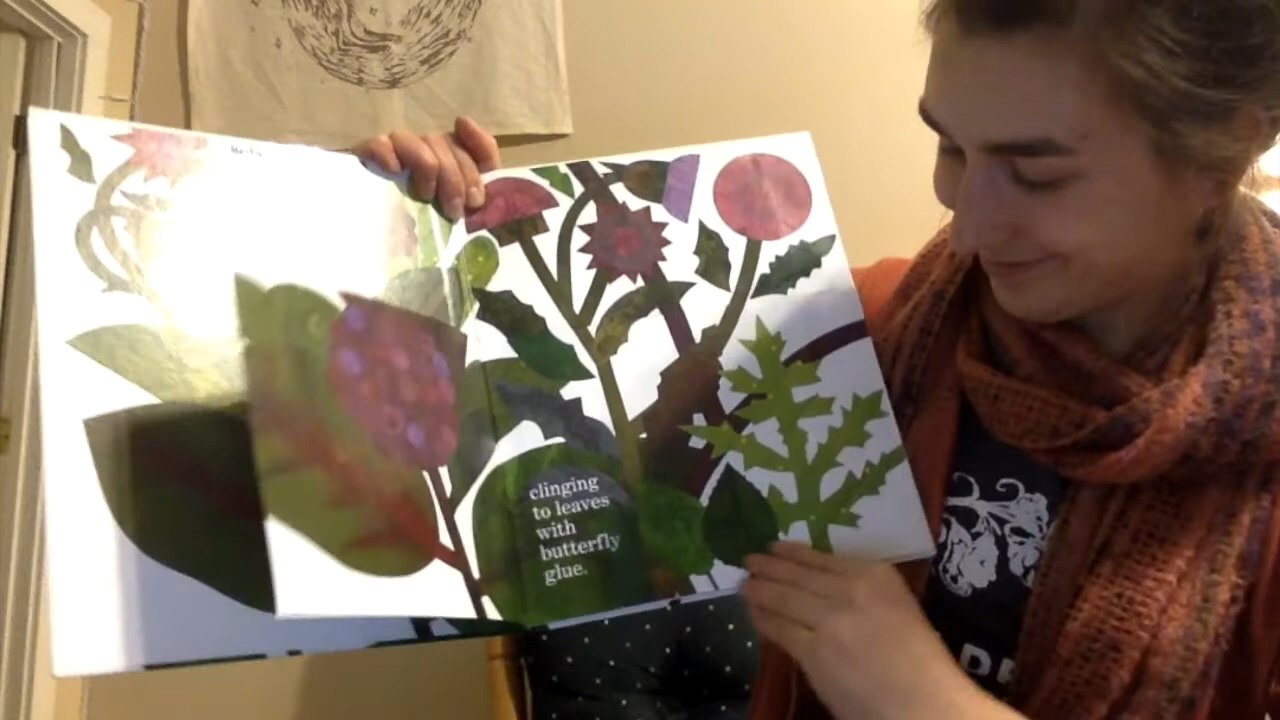 clinging
to leaves
with
butterfly
glue.